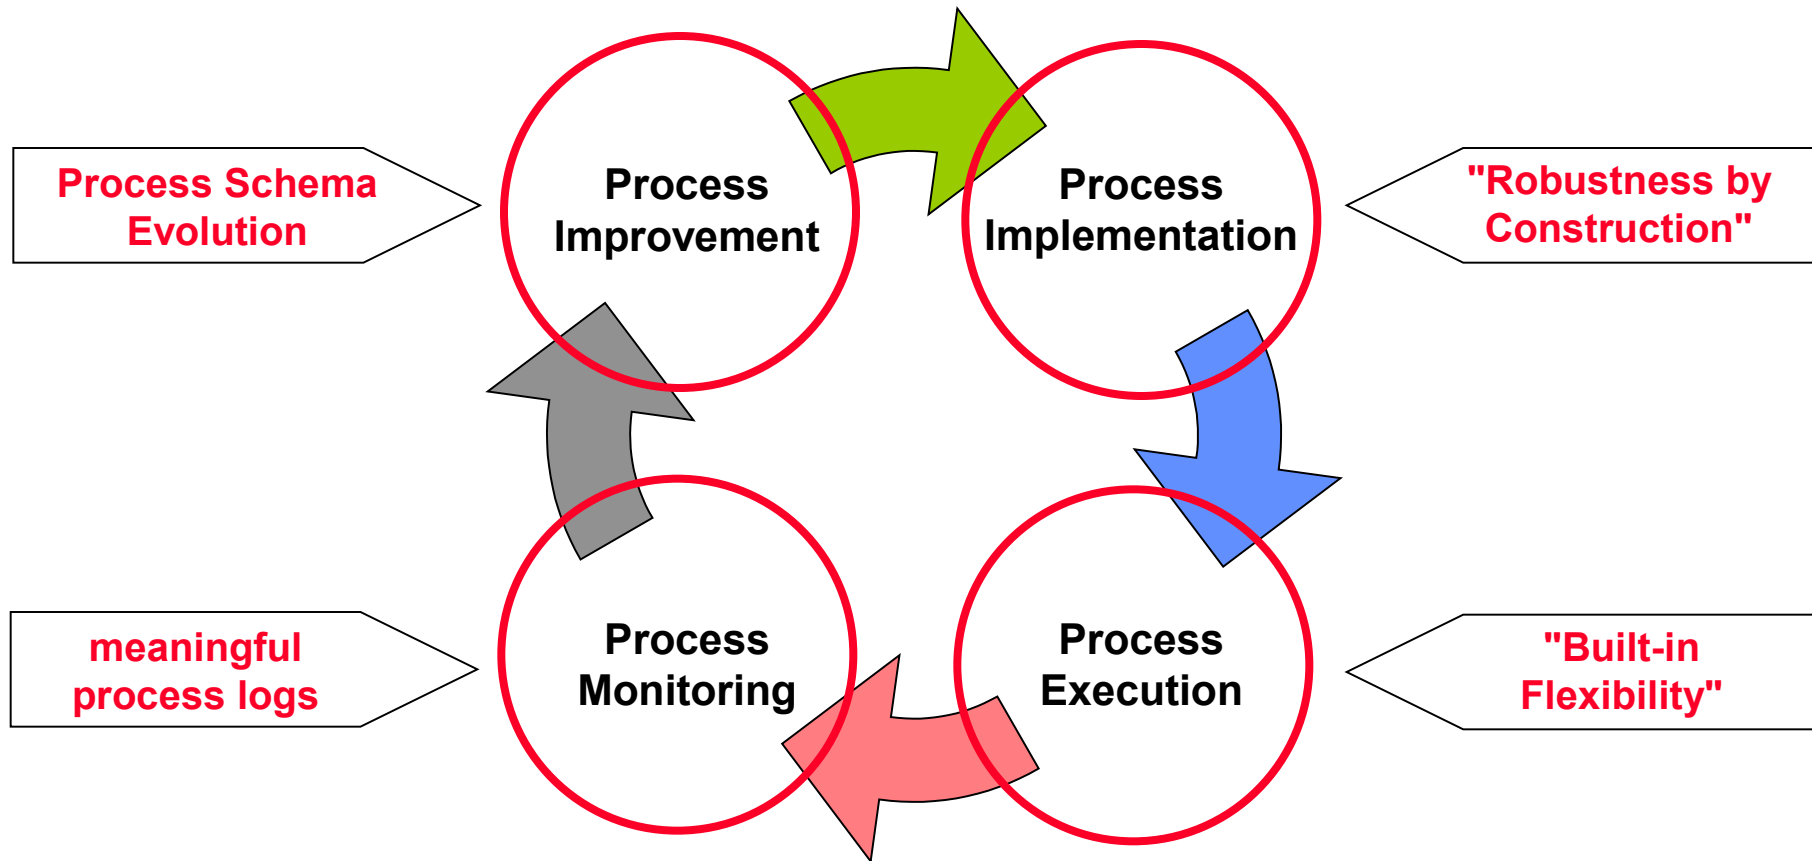 Process Schema
Evolution
Process
Improvement
Process
Implementation
"Robustness by
Construction"
meaningful
process logs
Process
Monitoring
Process
Execution
"Built-in
Flexibility"